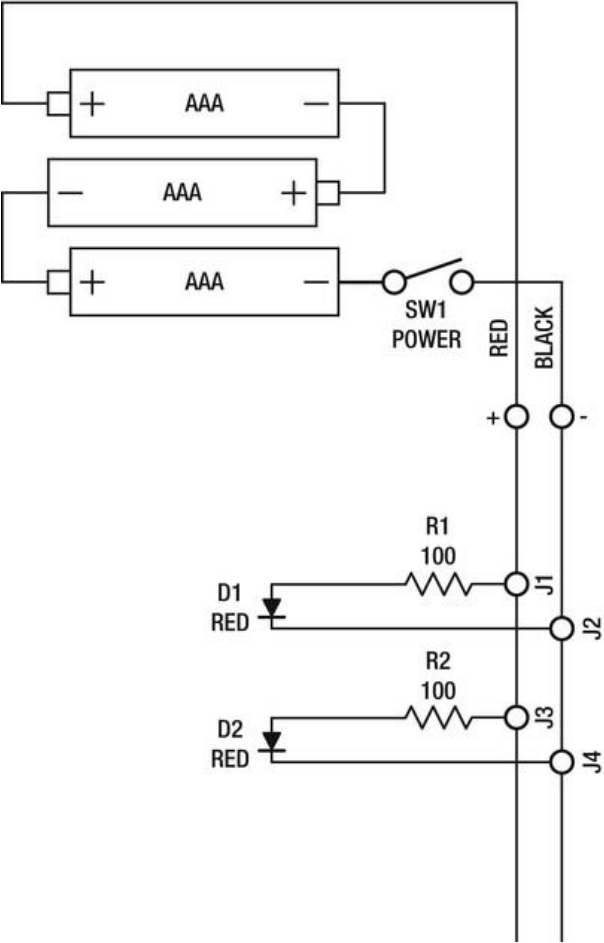 + AAA −
− AAA +
+ AAA −
SW1
POWER
RED
BLACK
+
-
R1
100
D1
RED
J1
J2
R2
100
D2
RED
J3
J4